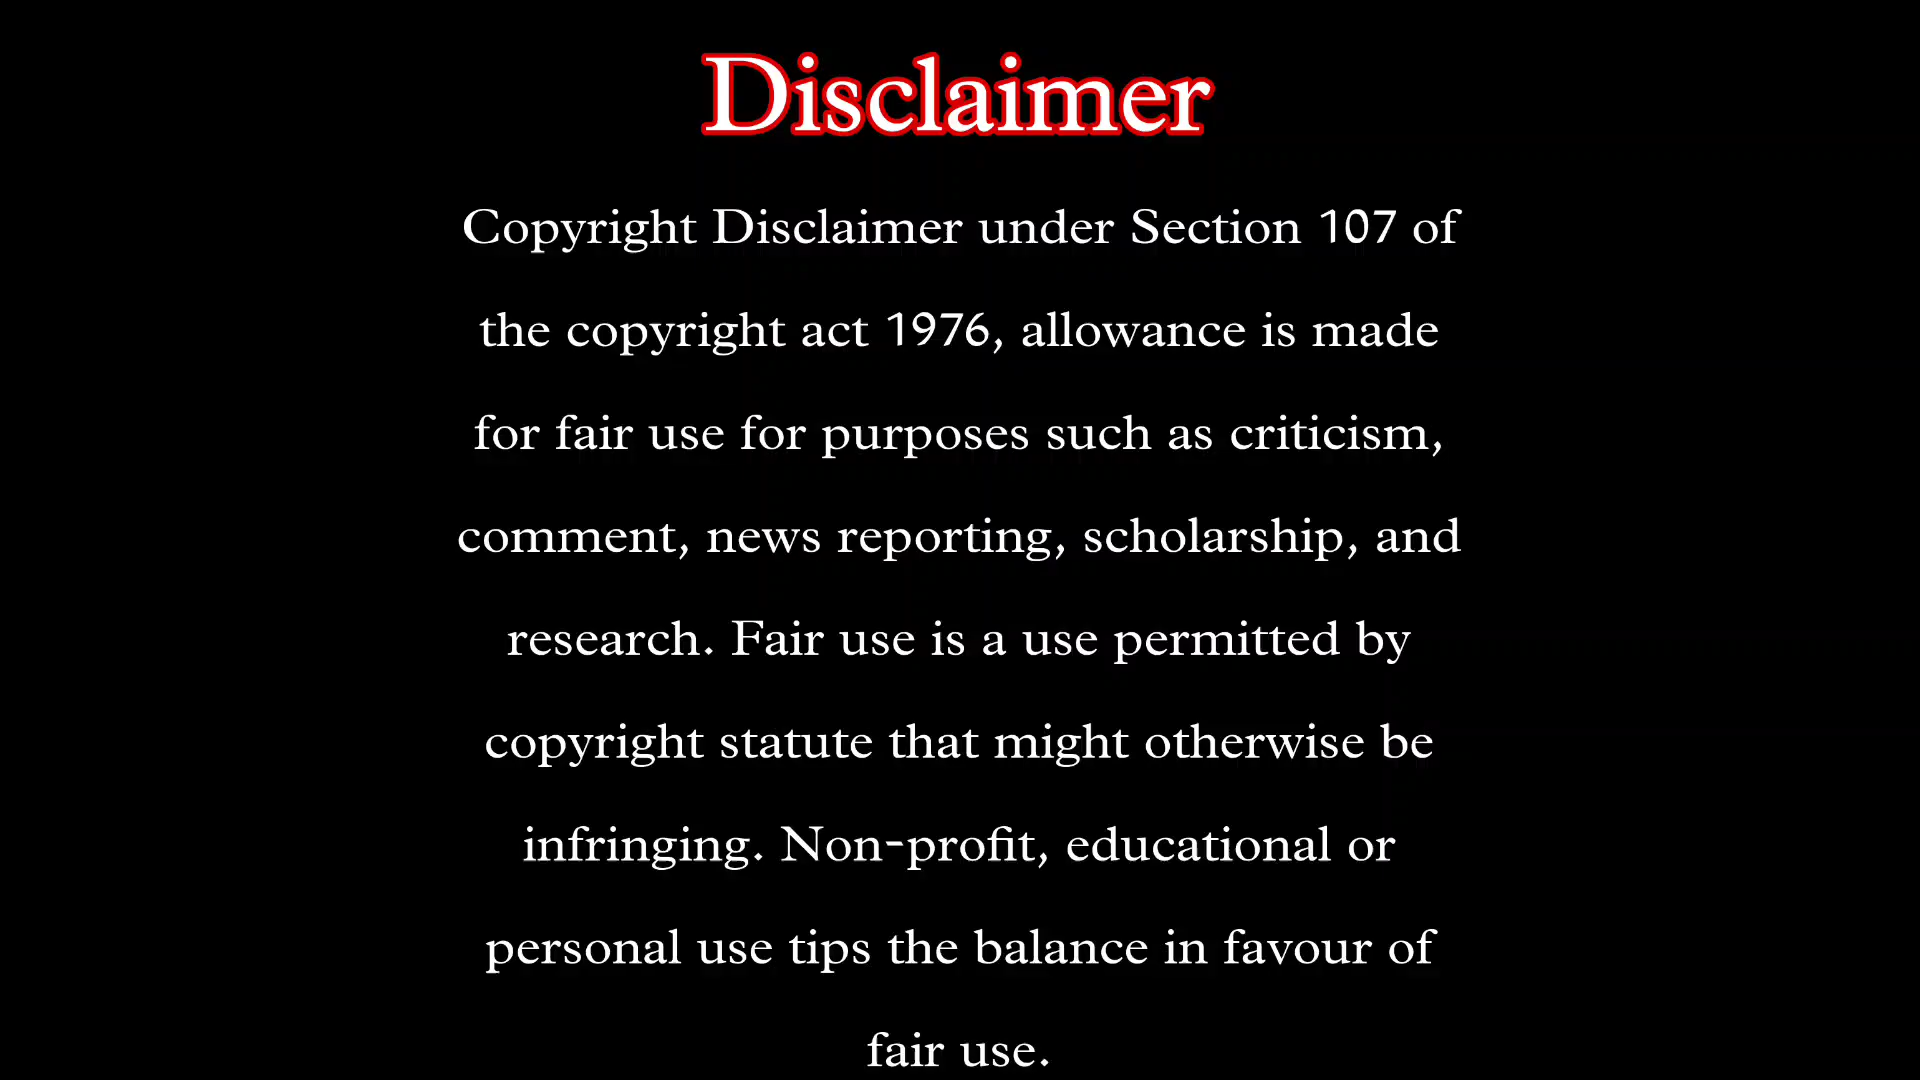 Disclaimer
Copyright Disclaimer under Section 107 of
the copyright act 1976, allowance is made
for fair use for purposes such as criticism,
comment, news reporting, scholarship, and
research. Fair use is a use permitted by
copyright statute that might otherwise be
infringing. Non-profit, educational or
personal use tips the balance in favour of
fair use.